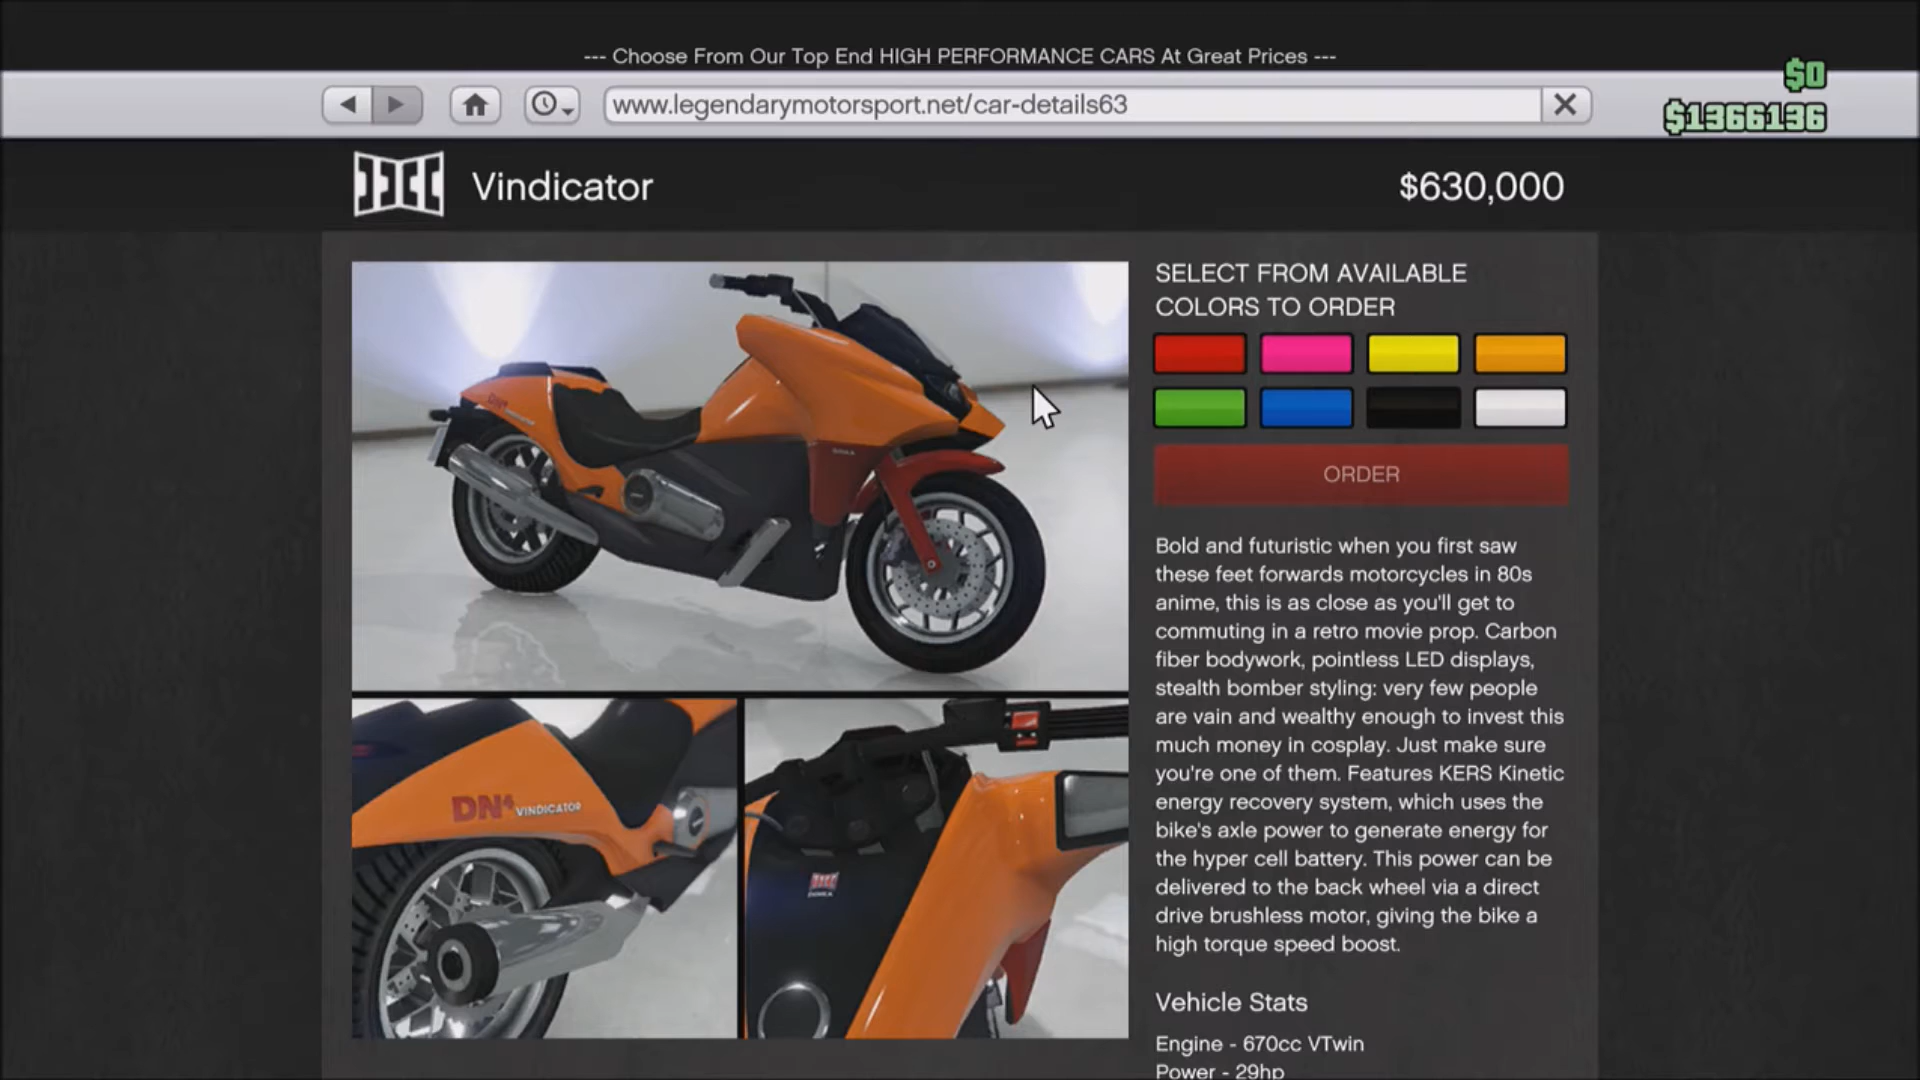 --- Choose From Our Top End HIGH PERFORMANCE CARS At Great Prices ---
$0
www.legendarymotorsport.net/car-details63
$1366136
Vindicator
$630,000
SELECT FROM AVAILABLE
COLORS TO ORDER
ORDER
Bold and futuristic when you first saw
these feet forwards motorcycles in 80s
anime, this is as close as you'll get to
commuting in a retro movie prop. Carbon
fiber bodywork, pointless LED displays,
stealth bomber styling: very few people
are vain and wealthy enough to invest this
much money in cosplay. Just make sure
you're one of them. Features KERS Kinetic
energy recovery system, which uses the
bike's axle power to generate energy for
the hyper cell battery. This power can be
delivered to the back wheel via a direct
drive brushless motor, giving the bike a
high torque speed boost.
Vehicle Stats
Engine - 670cc VTwin
Power - 29hp
DN4 VINDICATOR